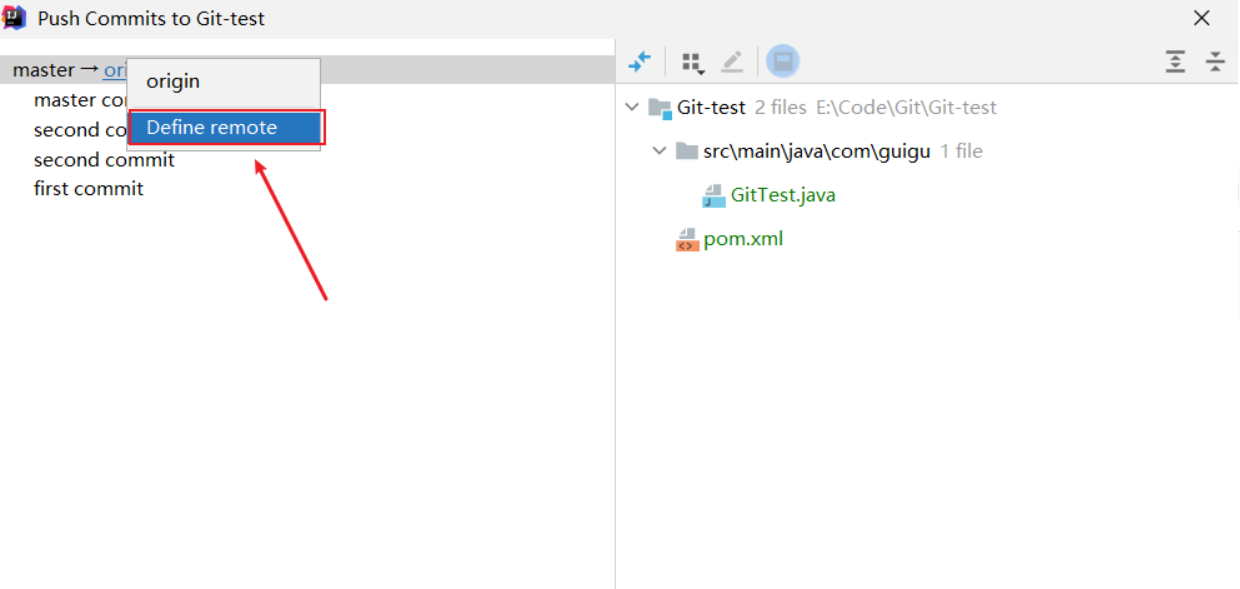 Push Commits to Git-test
master → ori
origin
master co
Define remote
second co
second commit
first commit
Git-test 2 files E:\Code\Git\Git-test
src\main\java\com\guigu 1 file
GitTest.java
pom.xml